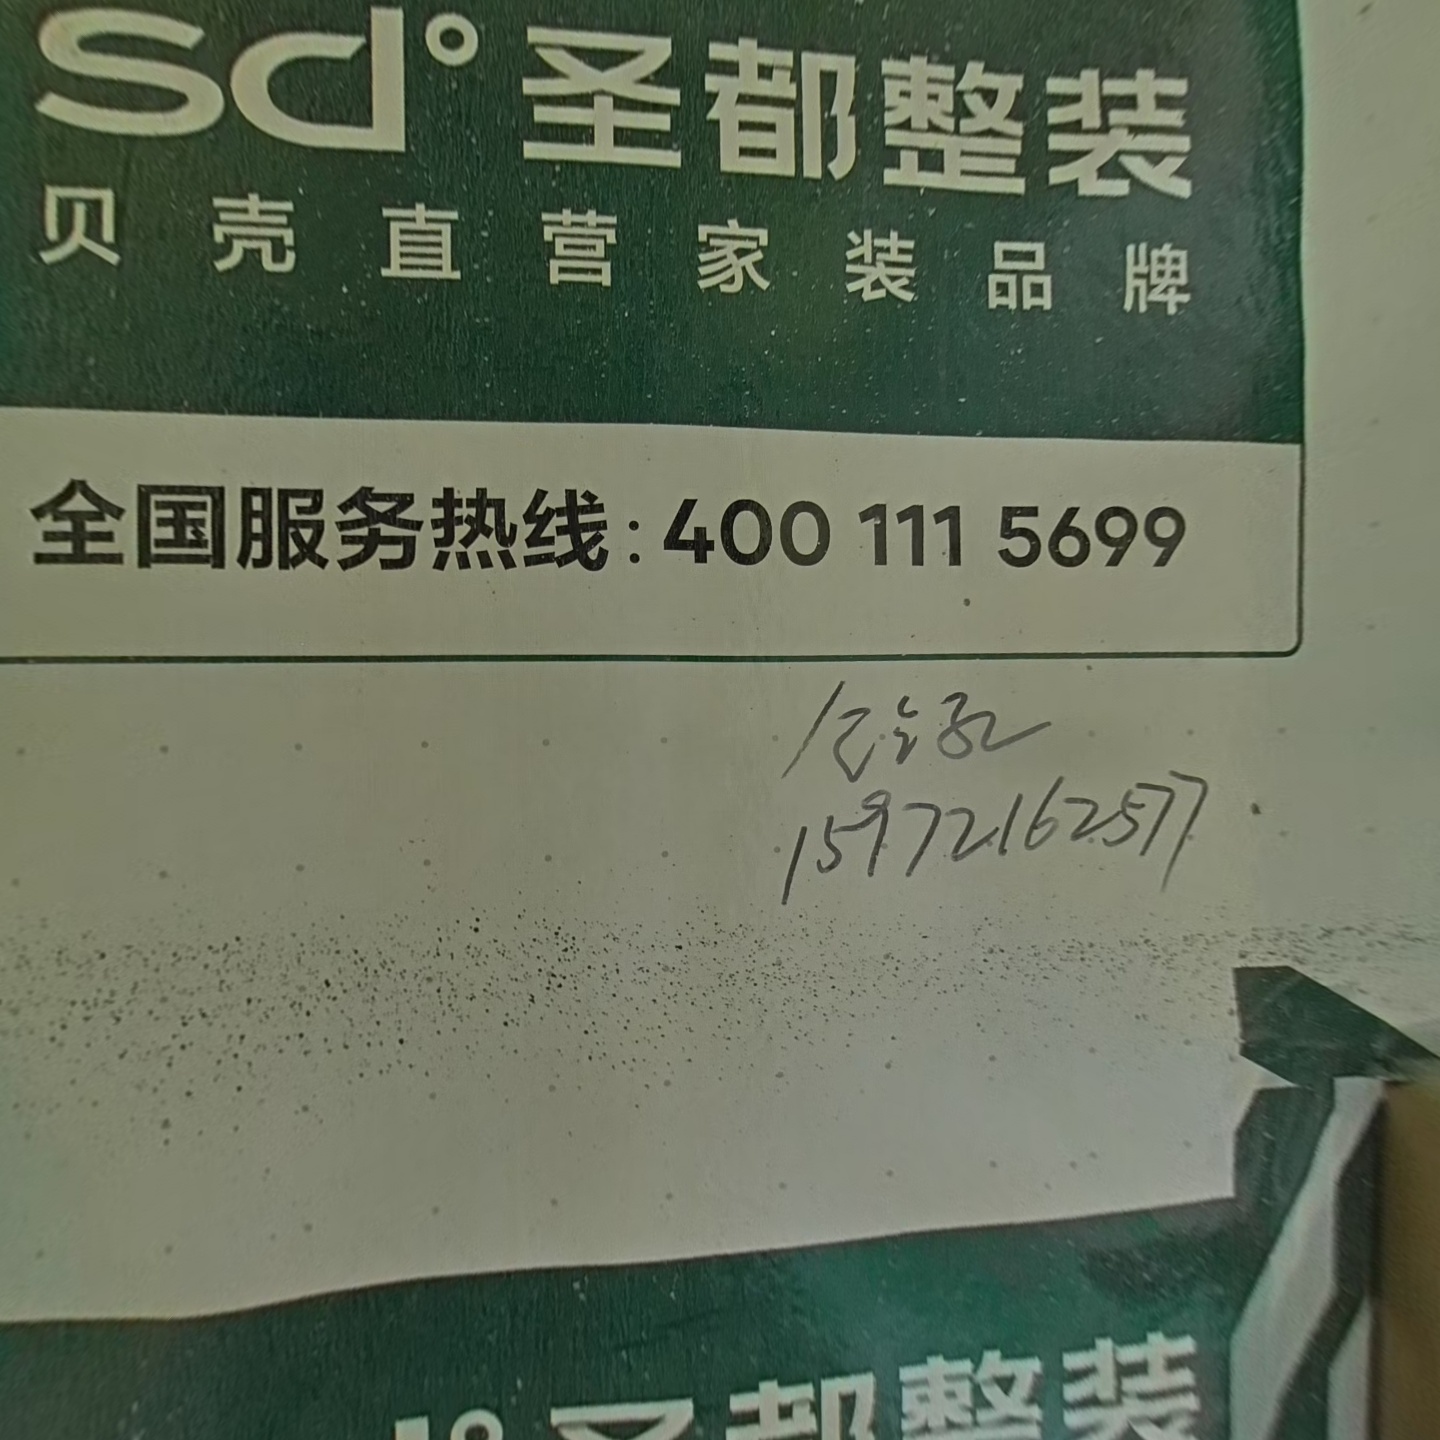 sd° 圣都整装
贝壳直营家装品牌
全国服务热线：400 111 5699
15972162577
圣都整装